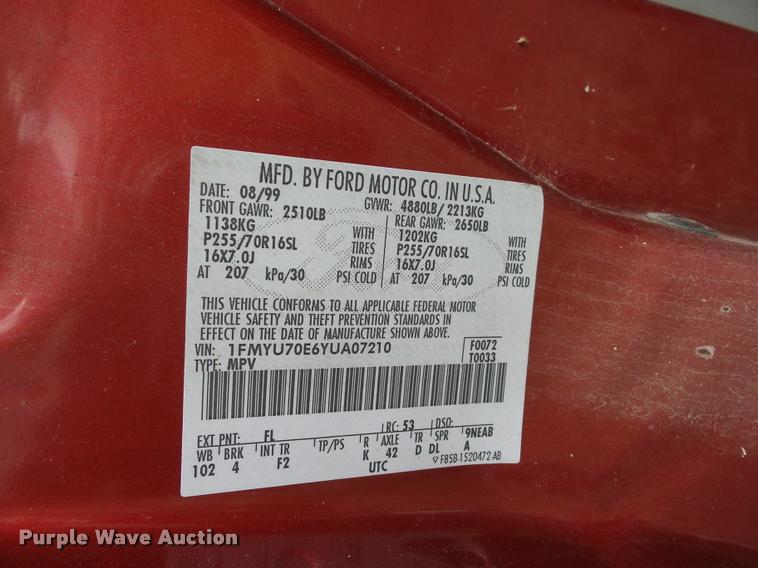 MFD. BY FORD MOTOR CO. IN U.S.A.
DATE: 08/99 GVWR: 4880LB/ 2213KG
FRONT GAWR: 2510LB REAR GAWR: 2650LB
1138KG WITH 1202KG WITH
P255/70R16SL TIRES P255/70R16SL TIRES
16X7.0J RIMS 16X7.0J RIMS
AT 207 kPa/30 PSI COLD AT 207 kPa/30 PSI COLD
THIS VEHICLE CONFORMS TO ALL APPLICABLE FEDERAL MOTOR
VEHICLE SAFETY AND THEFT PREVENTION STANDARDS IN
EFFECT ON THE DATE OF MANUFACTURE SHOWN ABOVE.
VIN: 1FMYU70E6YUA07210 F0072
TYPE: MPV T0033
EXT PNT: FL RC: 53 DSO:
WB BRK INT TR TP/PS R AXLE TR SPR 9NEAB
102 4 F2 K 42 D DL A
UTC ▽ F85B-1520472-AB
Purple Wave Auction